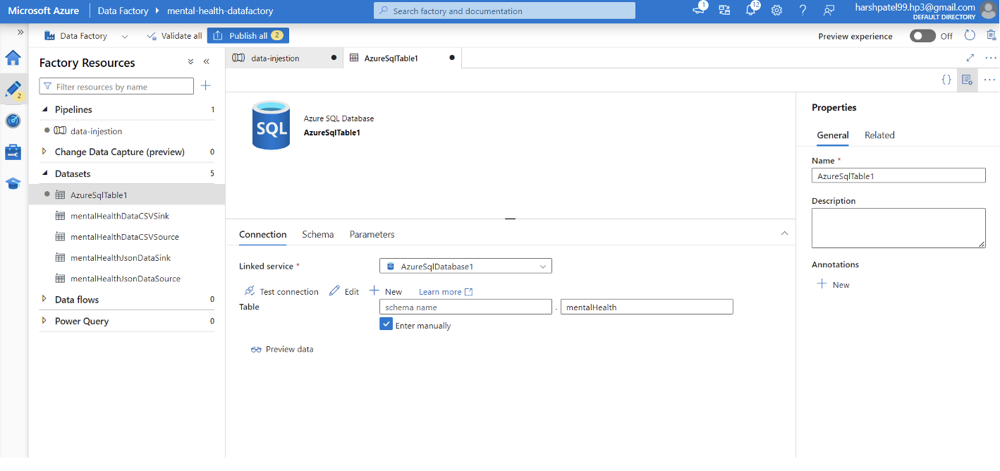 Microsoft Azure Data Factory mental-health-datafactory Search factory and documentation 1 12 harshpatel99.hp3@gmail.com
DEFAULT DIRECTORY
Data Factory Validate all Publish all 2 Preview experience Off
Factory Resources
data-injestion AzureSqlTable1
Filter resources by name
2
Pipelines 1
data-injestion
Change Data Capture (preview) 0
Datasets 5
AzureSqlTable1
mentalHealthDataCSVSink
mentalHealthDataCSVSource
mentalHealthJsonDataSink
mentalHealthJsonDataSource
Data flows 0
Power Query 0
SQL
Azure SQL Database
AzureSqlTable1
Connection Schema Parameters
Linked service * AzureSqlDatabase1
Test connection Edit New Learn more
Table schema name . mentalHealth
Enter manually
Preview data
{}
Properties
General Related
Name *
AzureSqlTable1
Description
Annotations
New